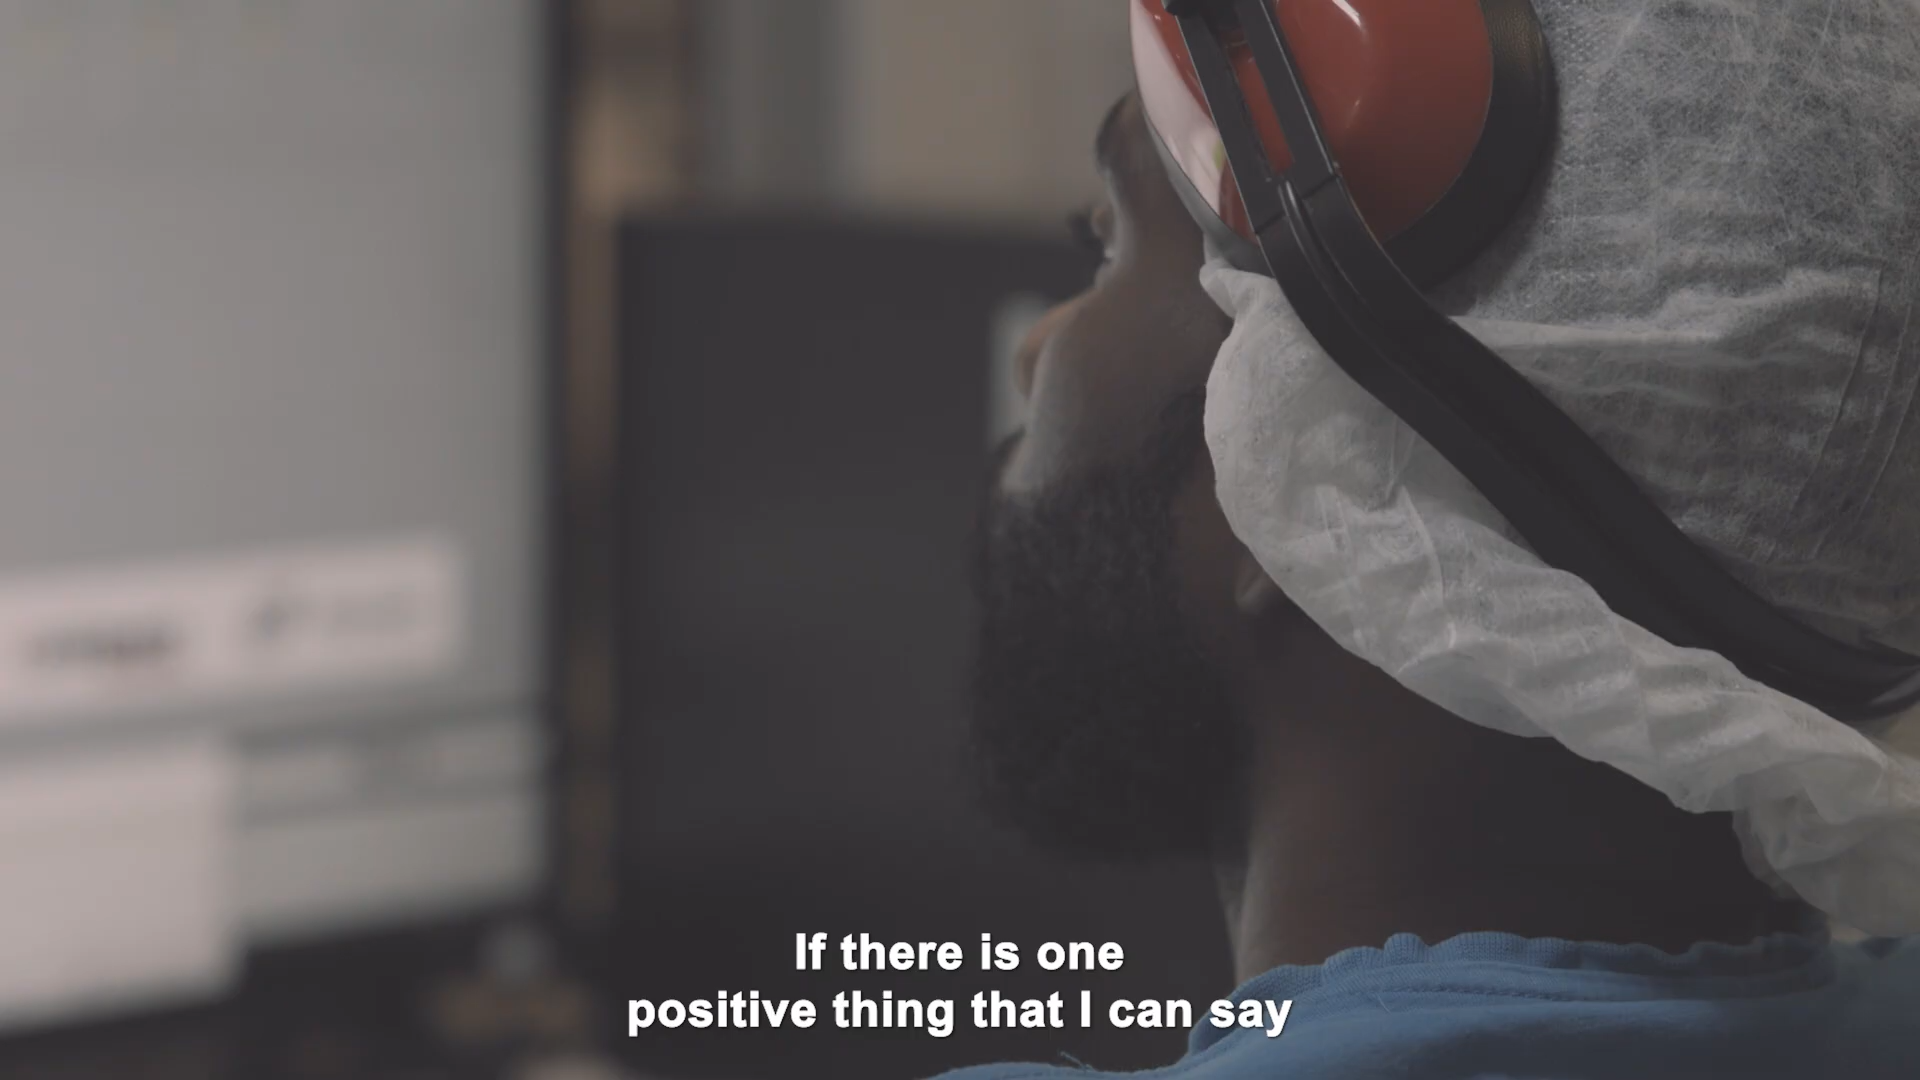 If there is one
positive thing that I can say